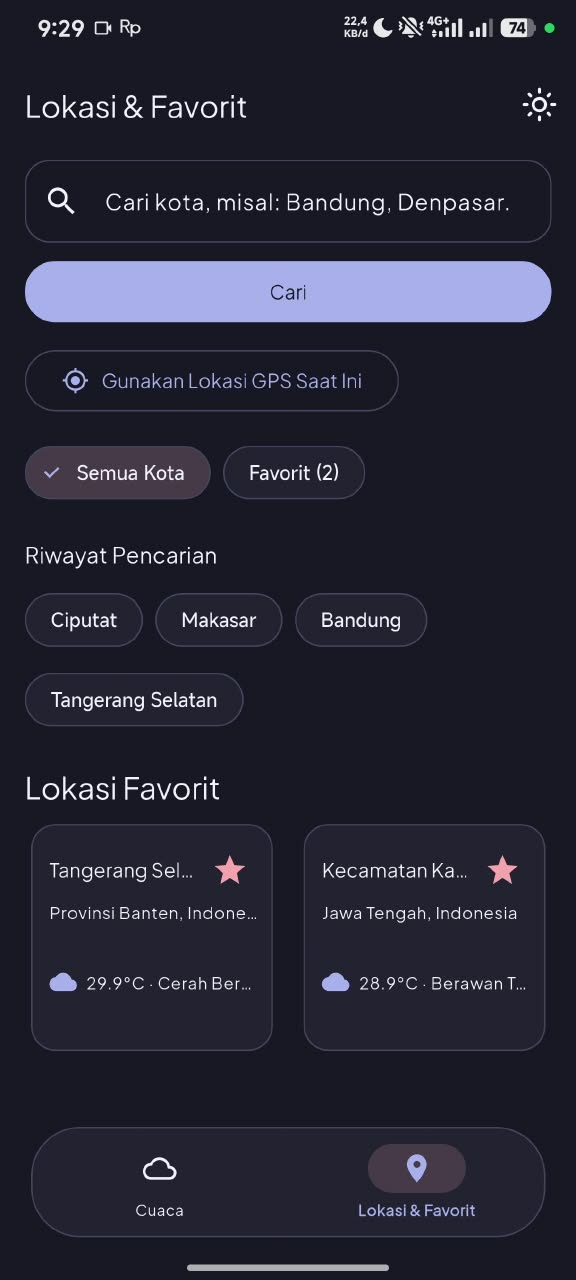 9:29 Rp 22,4 KB/d 4G+ 74
Lokasi & Favorit
Cari kota, misal: Bandung, Denpasar.
Cari
Gunakan Lokasi GPS Saat Ini
Semua Kota Favorit (2)
Riwayat Pencarian
Ciputat Makasar Bandung
Tangerang Selatan
Lokasi Favorit
Tangerang Sel...
Provinsi Banten, Indone...
29.9°C · Cerah Ber...
Kecamatan Ka...
Jawa Tengah, Indonesia
28.9°C · Berawan T...
Cuaca Lokasi & Favorit